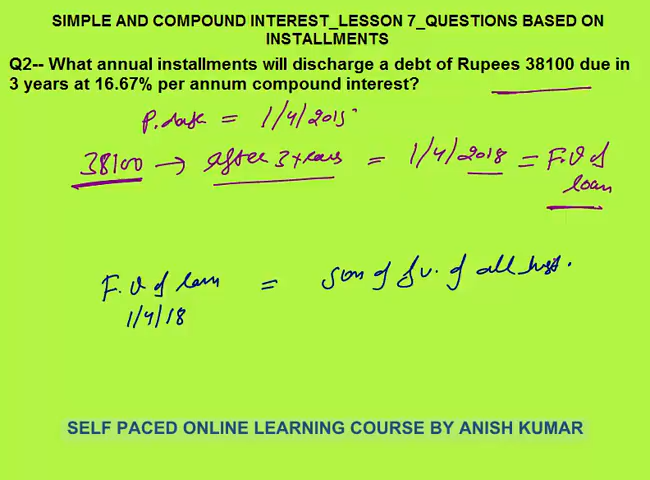 SIMPLE AND COMPOUND INTEREST_LESSON 7_QUESTIONS BASED ON
INSTALLMENTS
Q2-- What annual installments will discharge a debt of Rupees 38100 due in
3 years at 16.67% per annum compound interest?
P. date = 1/4/2015
38100 → after 3 years = 1/4/2018 = F.V of
loan
F.V of loan = sum of f.v. of all inst.
1/4/18
SELF PACED ONLINE LEARNING COURSE BY ANISH KUMAR